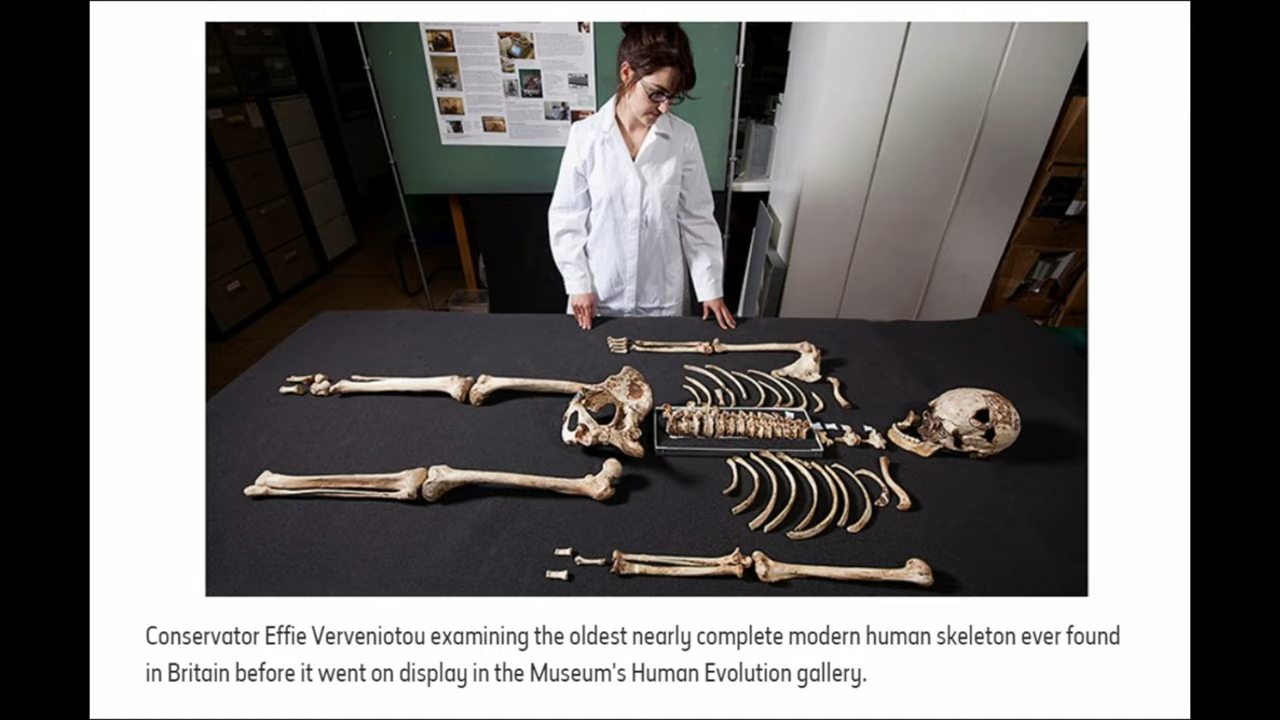 Conservator Effie Verveniotou examining the oldest nearly complete modern human skeleton ever found
in Britain before it went on display in the Museum's Human Evolution gallery.